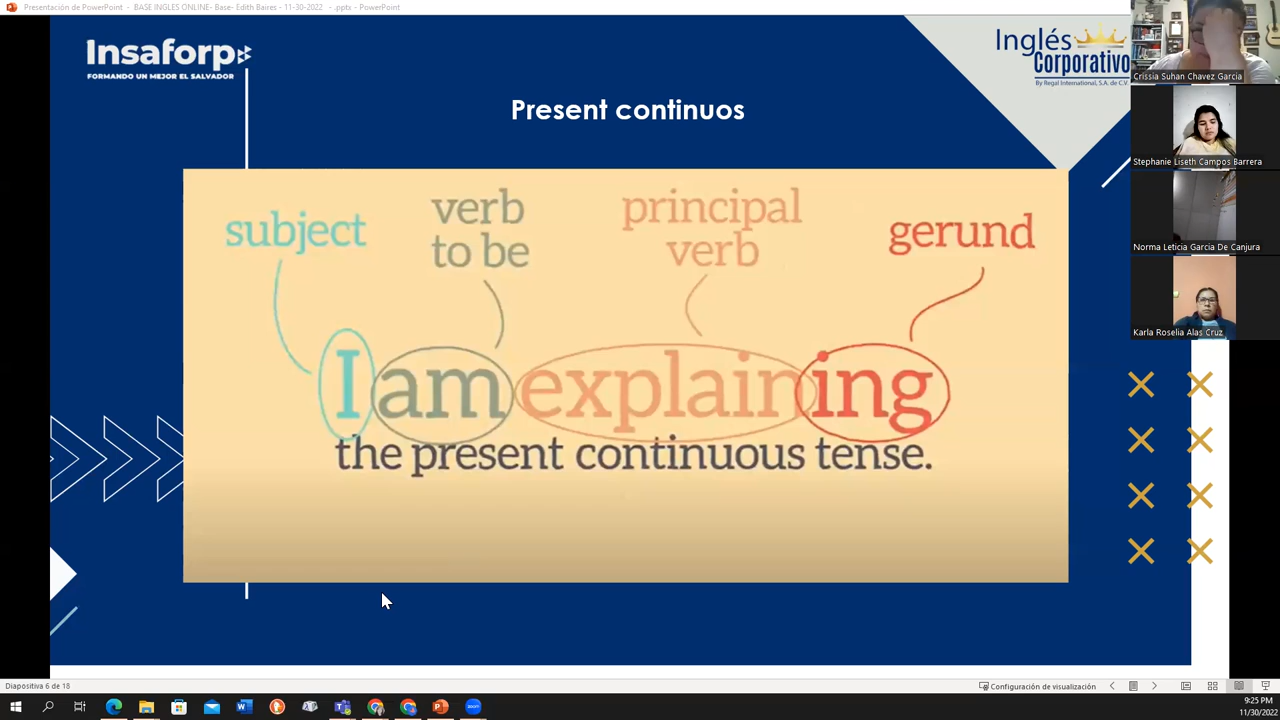 Presentación de PowerPoint - .BASE INGLES ONLINE- Base- Edith Baires - 11-30-2022 - .pptx - PowerPoint
Insaforp
FORMANDO UN MEJOR EL SALVADOR
Inglés
Corporativo
By Regal International, S.A. de C.V.
Present continuos
subject
verb
to be
principal
verb
gerund
I am explaining
the present continuous tense.
Crissia Suhan Chavez Garcia
Stephanie Liseth Campos Barrera
Norma Leticia García De Canjura
Karla Roselia Alas Cruz
Diapositiva 6 de 18
Configuración de visualización
9:25 PM
11/30/2022